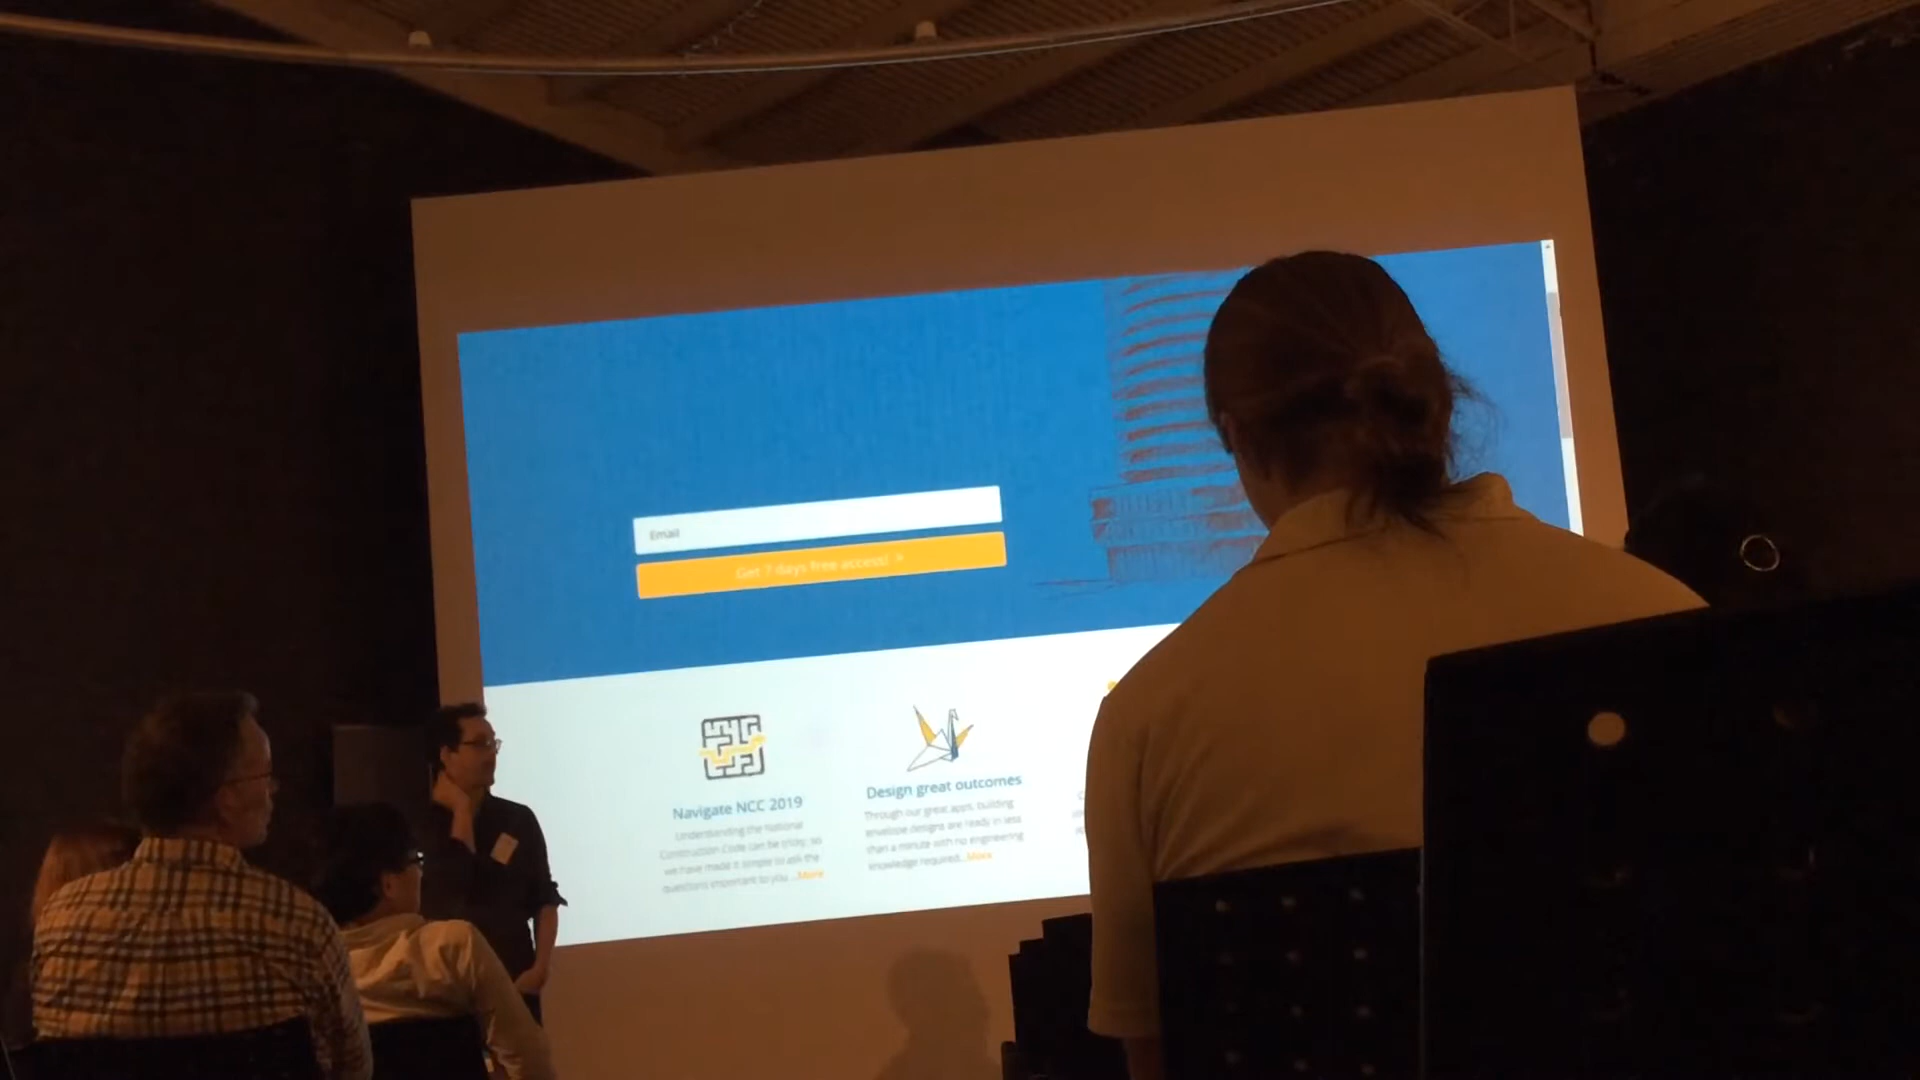 Email
Get 7 days free access! >
Navigate NCC 2019
Understanding the National
Construction Code can be tricky, so
we have made it simple to ask the
questions important to you ...More
Design great outcomes
Through our great apps, building
envelope designs are ready in less
than a minute with no engineering
knowledge required...More